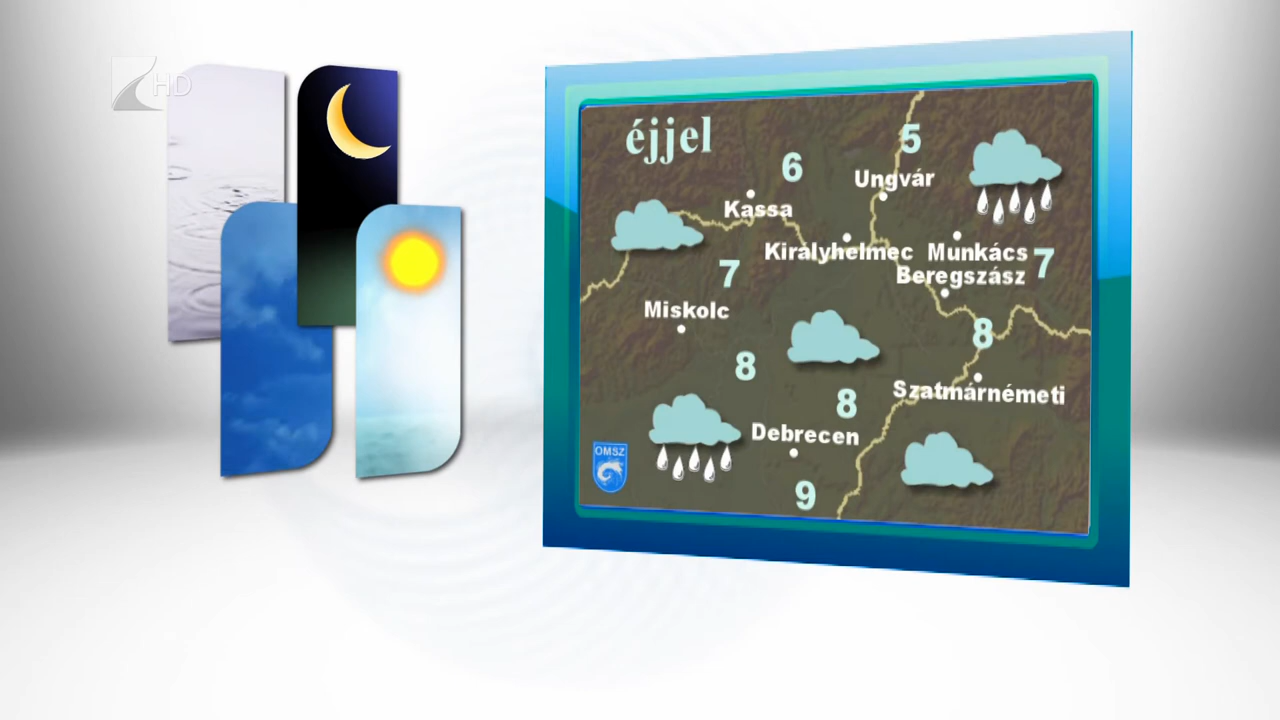 HD
éjjel
5
6
Ungvár
Kassa
Királyhelmec
Munkács
7
7
Beregszász
Miskolc
8
8
Szatmárnémeti
8
Debrecen
OMSZ
9